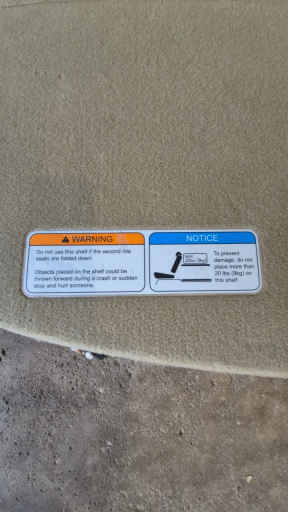 WARNING
Do not use this shelf if the second row
seats are folded down.
Objects placed on the shelf could be
thrown forward during a crash or sudden
stop and hurt someone.
NOTICE
To prevent
damage, do not
place more than
20 lbs (9kg) on
this shelf.